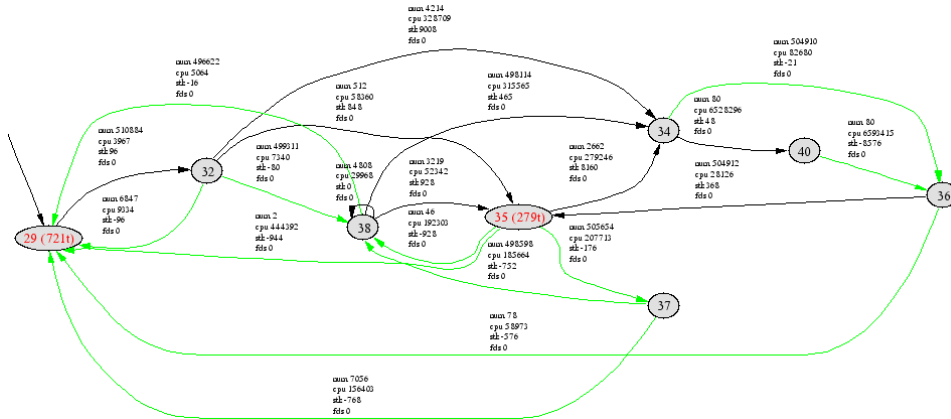 num 4214
cpu 328709
stk 9008
fds 0
num 504910
cpu 82680
stk -21
fds 0
num 496622
cpu 5064
stk -16
fds 0
num 512
cpu 58360
stk 848
fds 0
num 498114
cpu 315565
stk 465
fds 0
num 80
cpu 6528296
stk 48
fds 0
num 80
cpu 6593415
stk -8576
fds 0
num 510884
cpu 3967
stk 96
fds 0
num 499311
cpu 7340
stk -80
fds 0
num 4808
cpu 29968
stk 0
fds 0
num 3219
cpu 52342
stk 928
fds 0
num 2662
cpu 279246
stk 8160
fds 0
num 504912
cpu 28126
stk 368
fds 0
34
40
32
36
num 6847
cpu 9334
stk -96
fds 0
num 2
cpu 444392
stk -944
fds 0
num 46
cpu 192303
stk -928
fds 0
num 505654
cpu 207713
stk -176
fds 0
29 (721t)
38
35 (279t)
num 498598
cpu 185664
stk -752
fds 0
37
num 78
cpu 58973
stk -576
fds 0
num 7056
cpu 156403
stk -768
fds 0